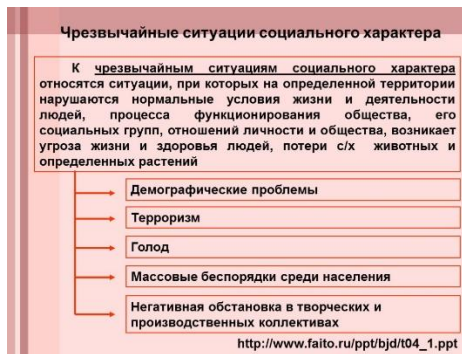 Чрезвычайные ситуации социального характера
К чрезвычайным ситуациям социального характера
относятся ситуации, при которых на определенной территории
нарушаются нормальные условия жизни и деятельности
людей, процесса функционирования общества, его
социальных групп, отношений личности и общества, возникает
угроза жизни и здоровья людей, потери с/х животных и
определенных растений
Демографические проблемы
Терроризм
Голод
Массовые беспорядки среди населения
Негативная обстановка в творческих и
производственных коллективах
http://www.faito.ru/ppt/bjd/t04_1.ppt